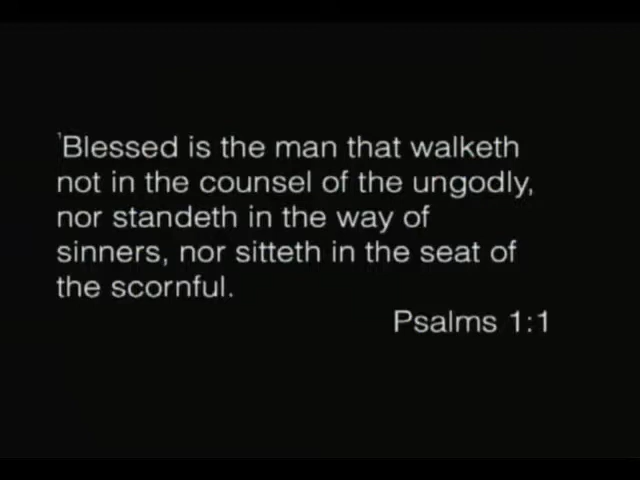 ¹Blessed is the man that walketh
not in the counsel of the ungodly,
nor standeth in the way of
sinners, nor sitteth in the seat of
the scornful.
Psalms 1:1